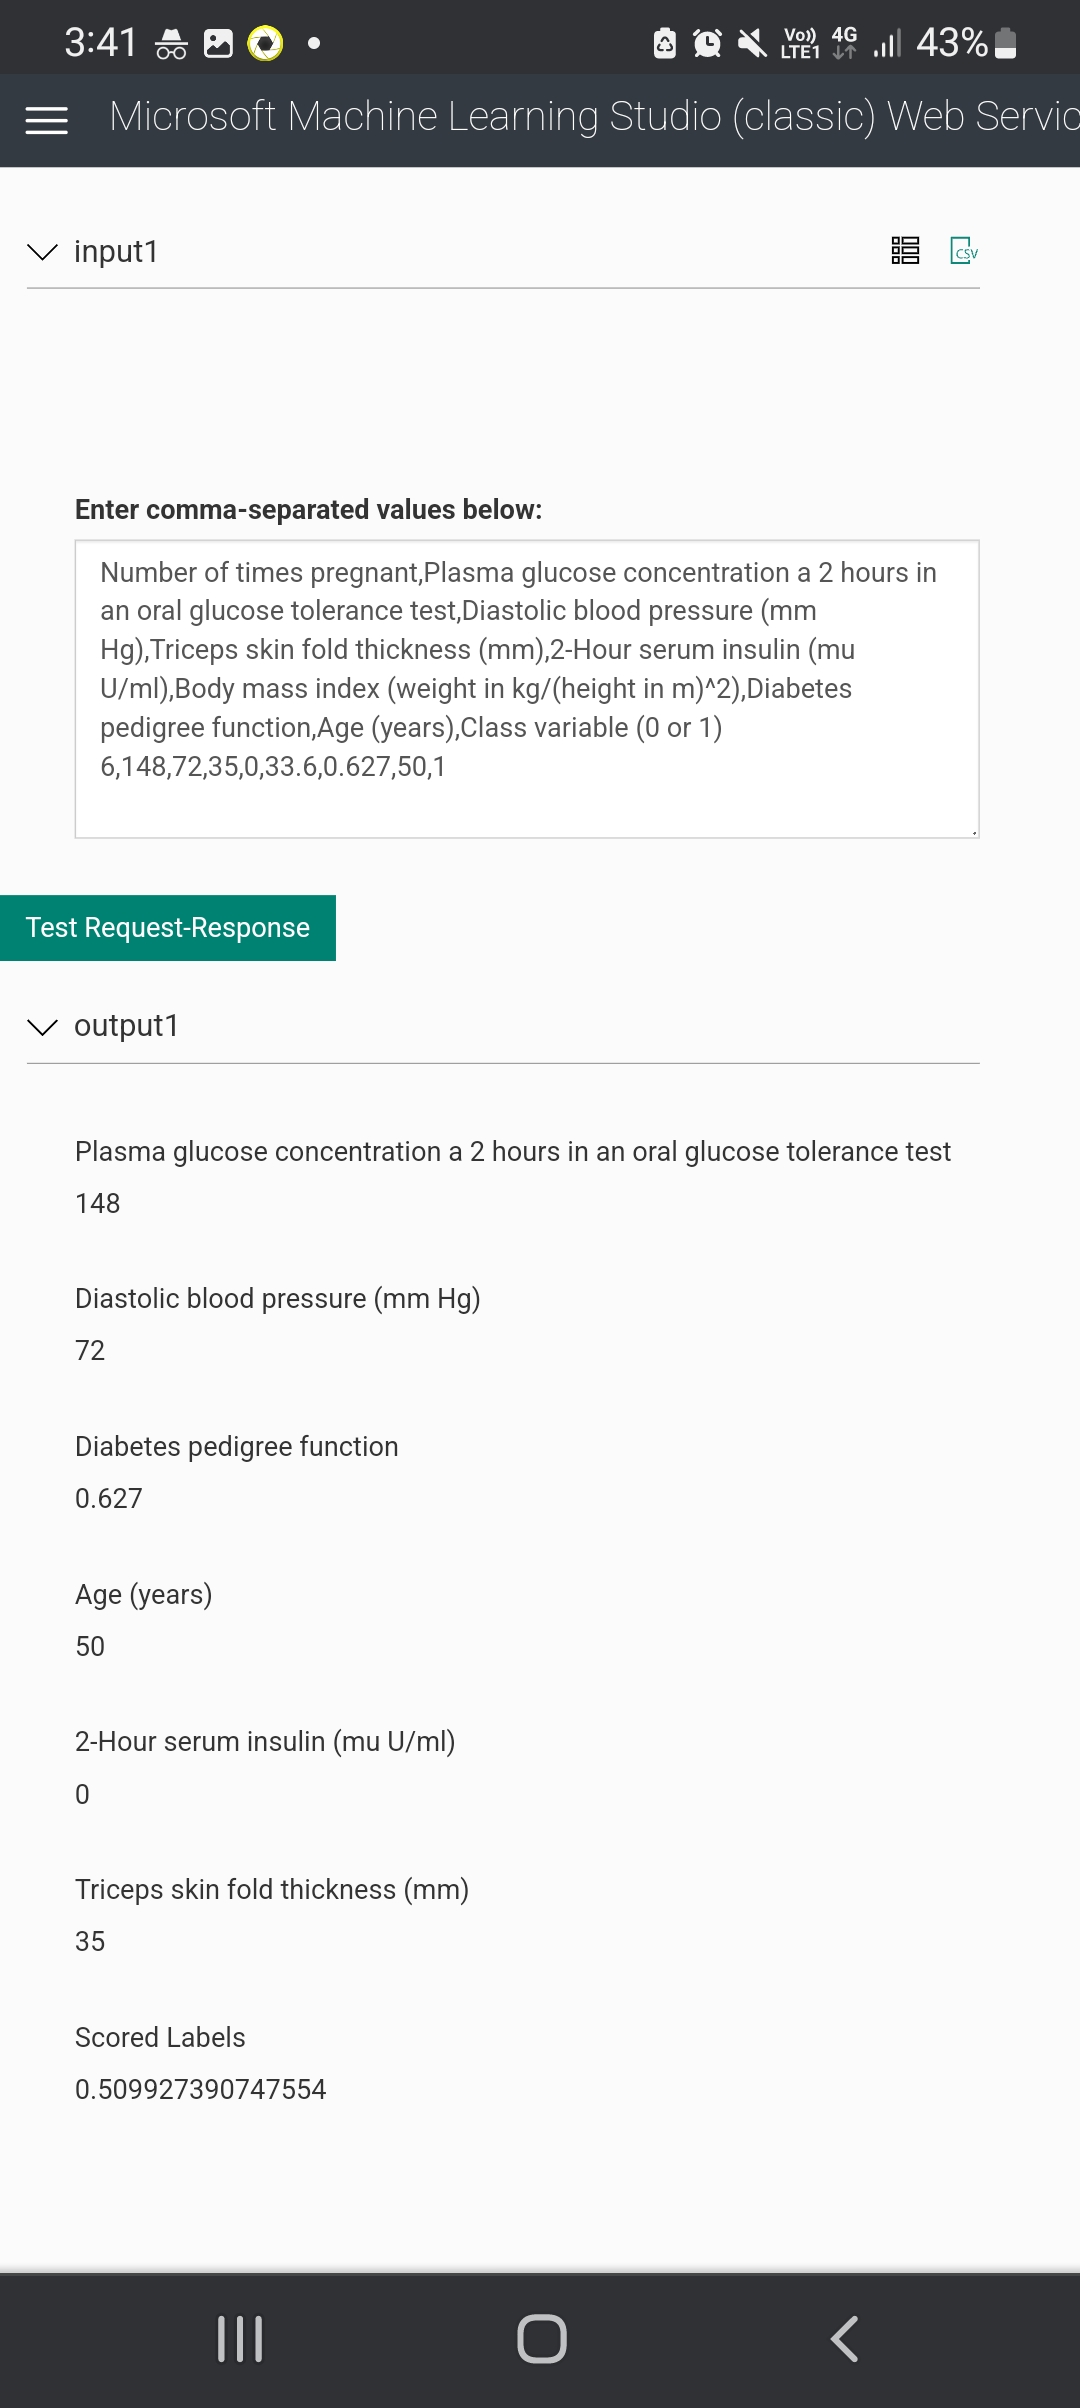 3:41
Vo)) LTE1 4G 43%
Microsoft Machine Learning Studio (classic) Web Servic
input1
CSV
Enter comma-separated values below:
Number of times pregnant,Plasma glucose concentration a 2 hours in
an oral glucose tolerance test,Diastolic blood pressure (mm
Hg),Triceps skin fold thickness (mm),2-Hour serum insulin (mu
U/ml),Body mass index (weight in kg/(height in m)^2),Diabetes
pedigree function,Age (years),Class variable (0 or 1)
6,148,72,35,0,33.6,0.627,50,1
Test Request-Response
output1
Plasma glucose concentration a 2 hours in an oral glucose tolerance test
148
Diastolic blood pressure (mm Hg)
72
Diabetes pedigree function
0.627
Age (years)
50
2-Hour serum insulin (mu U/ml)
0
Triceps skin fold thickness (mm)
35
Scored Labels
0.509927390747554